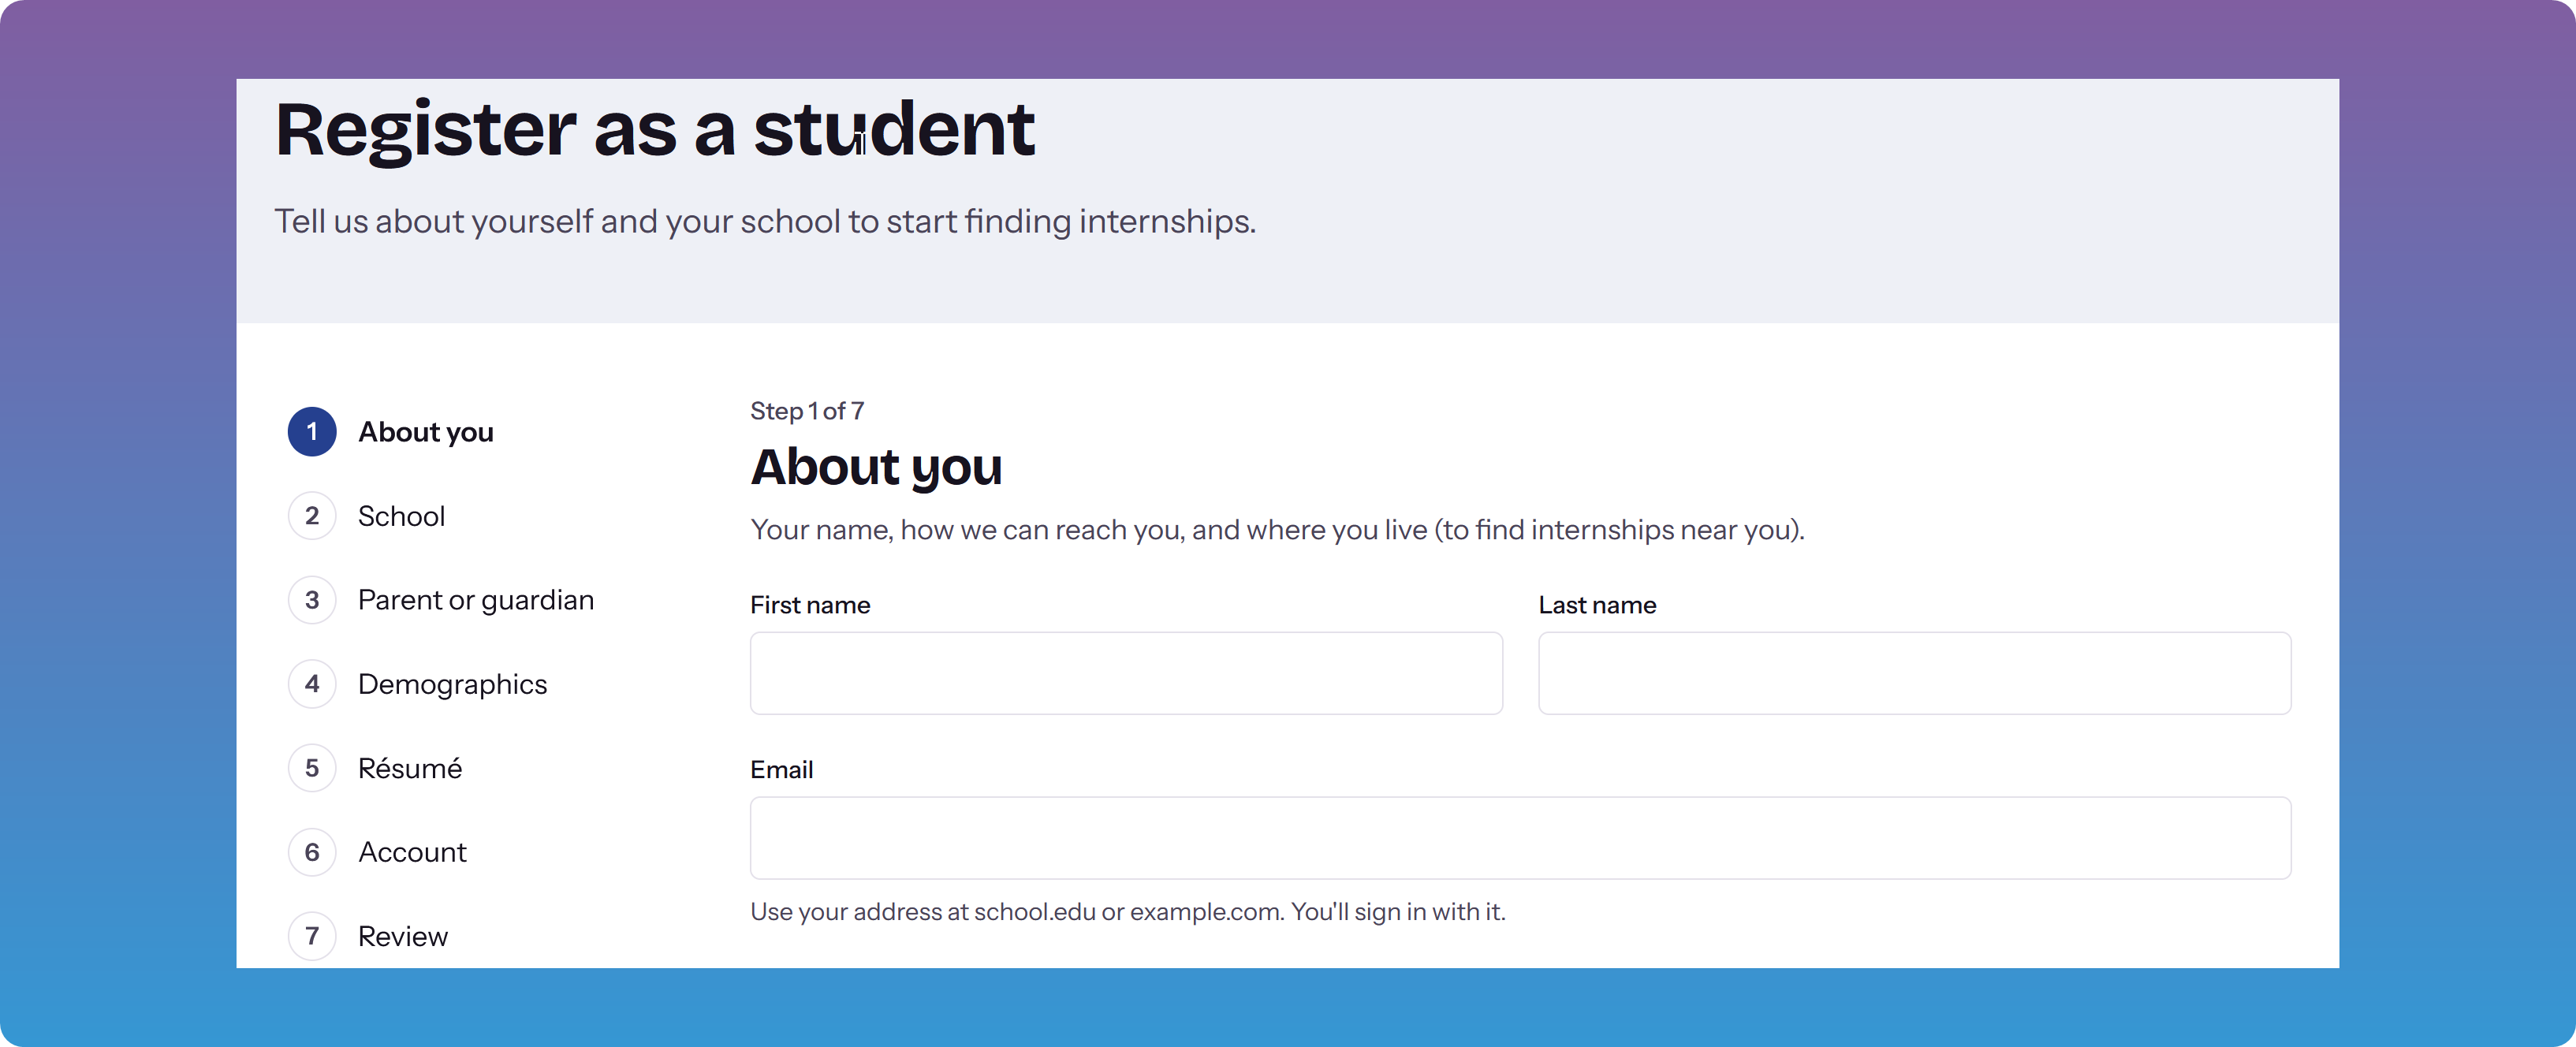 Register as a student
Tell us about yourself and your school to start finding internships.
1 About you
2 School
3 Parent or guardian
4 Demographics
5 Résumé
6 Account
7 Review
Step 1 of 7
About you
Your name, how we can reach you, and where you live (to find internships near you).
First name
Last name
Email
Use your address at school.edu or example.com. You'll sign in with it.